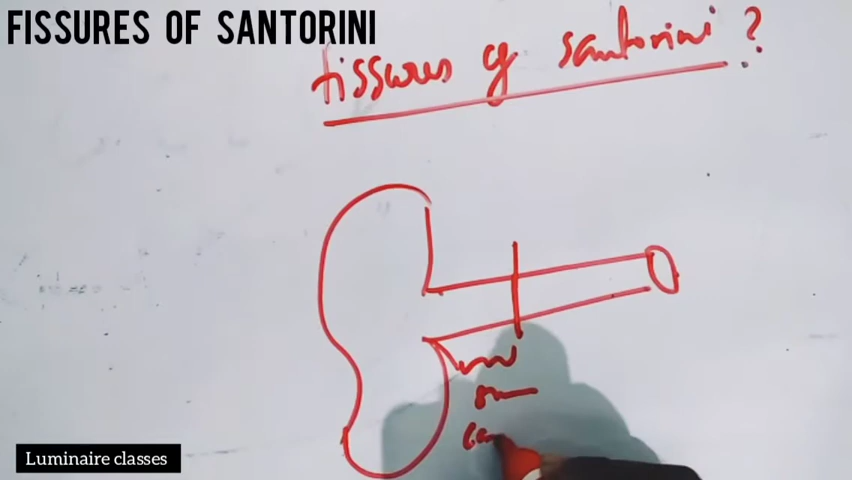 FISSURES OF SANTORINI
fissures of santorini ?
Luminaire classes